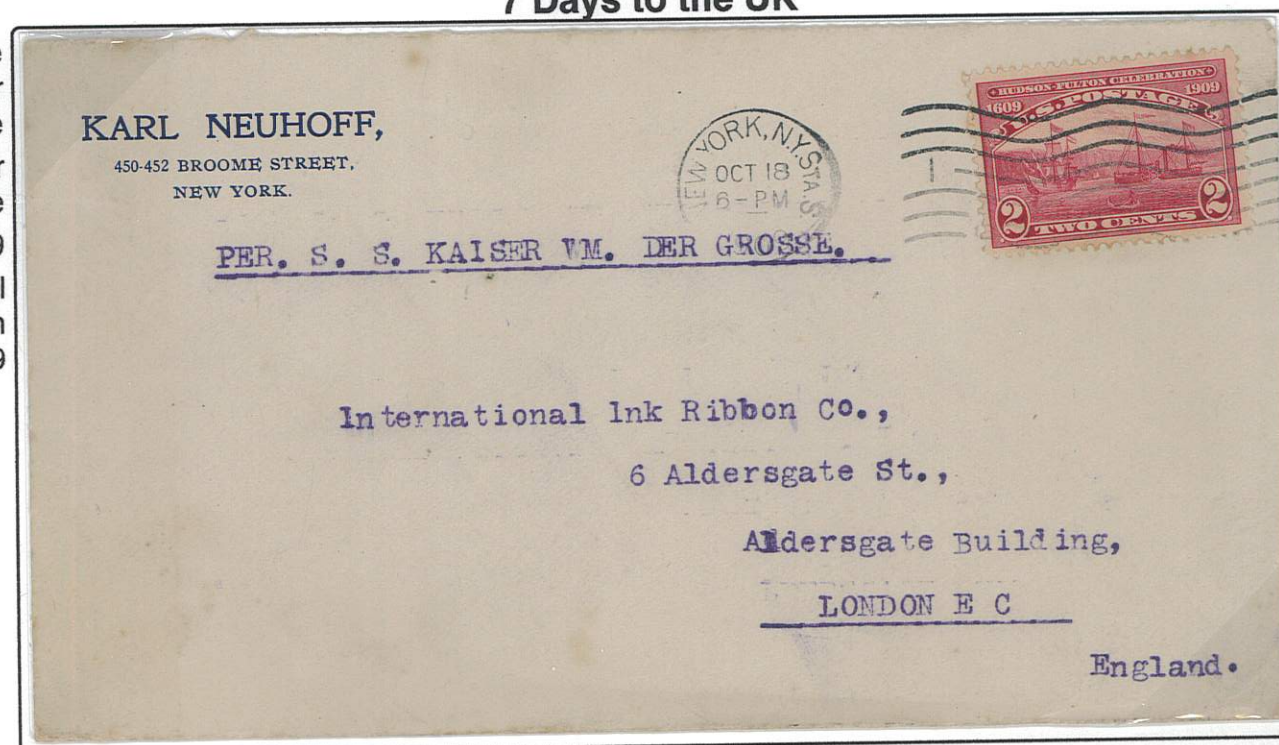 7 Days to the UK
KARL NEUHOFF,
450-452 BROOME STREET,
NEW YORK.
NEW YORK, N.Y. STA. S
OCT 18
6-PM
1
HUDSON-FULTON CELEBRATION
1609 1909
U.S. POSTAGE
2 TWO CENTS 2
PER. S. S. KAISER WM. DER GROSSE.
International Ink Ribbon Co.,
6 Aldersgate St.,
Aldersgate Building,
LONDON E C
England.